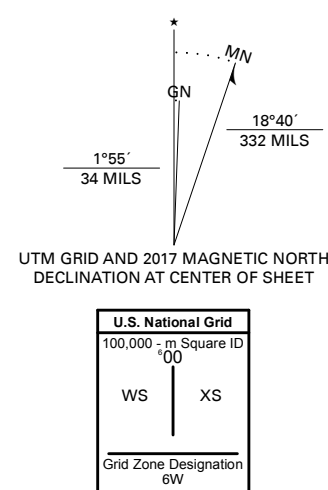 ★
MN
GN
18°40´
332 MILS
1°55´
34 MILS
UTM GRID AND 2017 MAGNETIC NORTH
DECLINATION AT CENTER OF SHEET
U.S. National Grid
100,000 - m Square ID
⁶00
WS XS
Grid Zone Designation
6W